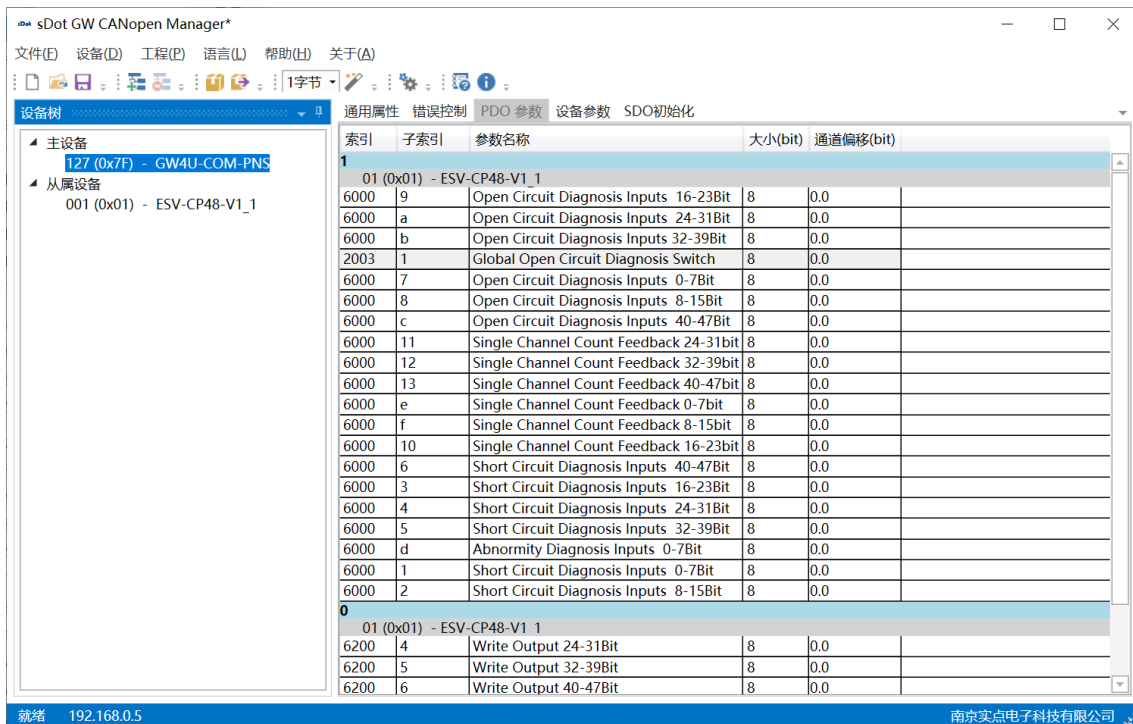 sDot GW CANopen Manager*
文件(F) 设备(D) 工程(P) 语言(L) 帮助(H) 关于(A)
1字节
设备树
主设备
127 (0x7F) - GW4U-COM-PNS
从属设备
001 (0x01) - ESV-CP48-V1_1
通用属性 错误控制 PDO 参数 设备参数 SDO初始化
索引 子索引 参数名称 大小(bit) 通道偏移(bit)
1
01 (0x01) - ESV-CP48-V1_1
6000 9 Open Circuit Diagnosis Inputs 16-23Bit 8 0.0
6000 a Open Circuit Diagnosis Inputs 24-31Bit 8 0.0
6000 b Open Circuit Diagnosis Inputs 32-39Bit 8 0.0
2003 1 Global Open Circuit Diagnosis Switch 8 0.0
6000 7 Open Circuit Diagnosis Inputs 0-7Bit 8 0.0
6000 8 Open Circuit Diagnosis Inputs 8-15Bit 8 0.0
6000 c Open Circuit Diagnosis Inputs 40-47Bit 8 0.0
6000 11 Single Channel Count Feedback 24-31bit 8 0.0
6000 12 Single Channel Count Feedback 32-39bit 8 0.0
6000 13 Single Channel Count Feedback 40-47bit 8 0.0
6000 e Single Channel Count Feedback 0-7bit 8 0.0
6000 f Single Channel Count Feedback 8-15bit 8 0.0
6000 10 Single Channel Count Feedback 16-23bit 8 0.0
6000 6 Short Circuit Diagnosis Inputs 40-47Bit 8 0.0
6000 3 Short Circuit Diagnosis Inputs 16-23Bit 8 0.0
6000 4 Short Circuit Diagnosis Inputs 24-31Bit 8 0.0
6000 5 Short Circuit Diagnosis Inputs 32-39Bit 8 0.0
6000 d Abnormity Diagnosis Inputs 0-7Bit 8 0.0
6000 1 Short Circuit Diagnosis Inputs 0-7Bit 8 0.0
6000 2 Short Circuit Diagnosis Inputs 8-15Bit 8 0.0
0
01 (0x01) - ESV-CP48-V1_1
6200 4 Write Output 24-31Bit 8 0.0
6200 5 Write Output 32-39Bit 8 0.0
6200 6 Write Output 40-47Bit 8 0.0
就绪 192.168.0.5 南京实点电子科技有限公司